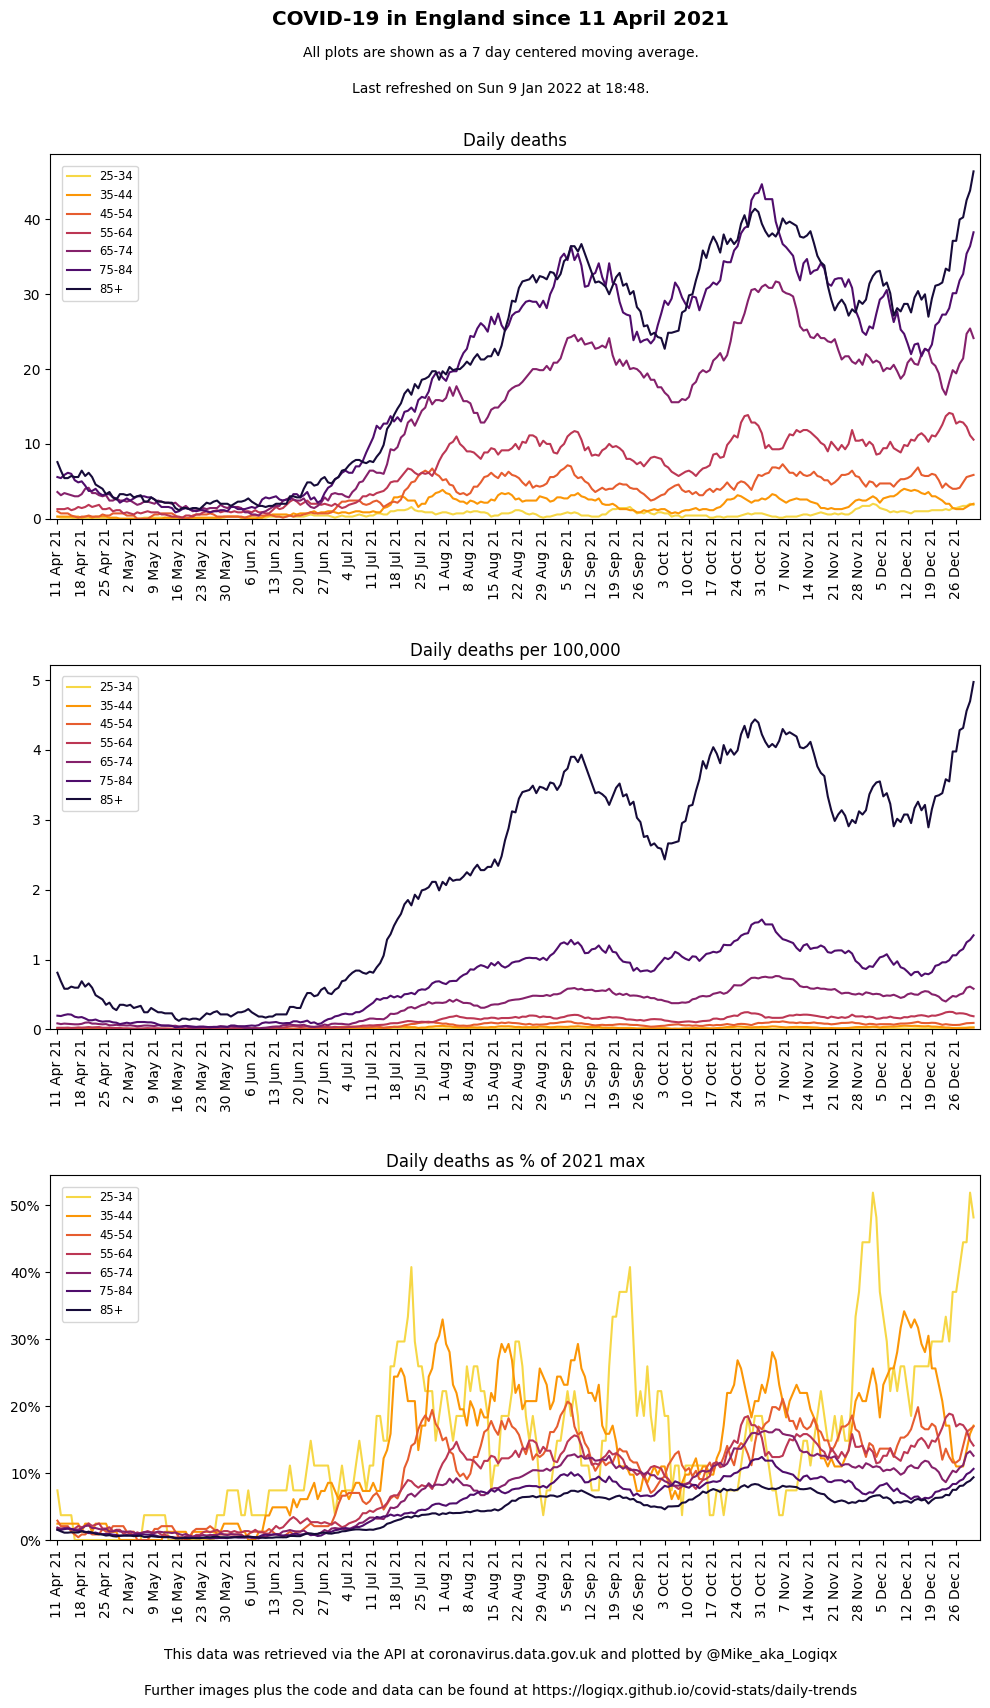 COVID-19 in England since 11 April 2021
All plots are shown as a 7 day centered moving average.
Last refreshed on Sun 9 Jan 2022 at 18:48.
Daily deaths
25-34
35-44
45-54
55-64
65-74
75-84
85+
40
30
20
10
0
11 Apr 21
18 Apr 21
25 Apr 21
2 May 21
9 May 21
16 May 21
23 May 21
30 May 21
6 Jun 21
13 Jun 21
20 Jun 21
27 Jun 21
4 Jul 21
11 Jul 21
18 Jul 21
25 Jul 21
1 Aug 21
8 Aug 21
15 Aug 21
22 Aug 21
29 Aug 21
5 Sep 21
12 Sep 21
19 Sep 21
26 Sep 21
3 Oct 21
10 Oct 21
17 Oct 21
24 Oct 21
31 Oct 21
7 Nov 21
14 Nov 21
21 Nov 21
28 Nov 21
5 Dec 21
12 Dec 21
19 Dec 21
26 Dec 21
Daily deaths per 100,000
25-34
35-44
45-54
55-64
65-74
75-84
85+
5
4
3
2
1
0
11 Apr 21
18 Apr 21
25 Apr 21
2 May 21
9 May 21
16 May 21
23 May 21
30 May 21
6 Jun 21
13 Jun 21
20 Jun 21
27 Jun 21
4 Jul 21
11 Jul 21
18 Jul 21
25 Jul 21
1 Aug 21
8 Aug 21
15 Aug 21
22 Aug 21
29 Aug 21
5 Sep 21
12 Sep 21
19 Sep 21
26 Sep 21
3 Oct 21
10 Oct 21
17 Oct 21
24 Oct 21
31 Oct 21
7 Nov 21
14 Nov 21
21 Nov 21
28 Nov 21
5 Dec 21
12 Dec 21
19 Dec 21
26 Dec 21
Daily deaths as % of 2021 max
25-34
35-44
45-54
55-64
65-74
75-84
85+
50%
40%
30%
20%
10%
0%
11 Apr 21
18 Apr 21
25 Apr 21
2 May 21
9 May 21
16 May 21
23 May 21
30 May 21
6 Jun 21
13 Jun 21
20 Jun 21
27 Jun 21
4 Jul 21
11 Jul 21
18 Jul 21
25 Jul 21
1 Aug 21
8 Aug 21
15 Aug 21
22 Aug 21
29 Aug 21
5 Sep 21
12 Sep 21
19 Sep 21
26 Sep 21
3 Oct 21
10 Oct 21
17 Oct 21
24 Oct 21
31 Oct 21
7 Nov 21
14 Nov 21
21 Nov 21
28 Nov 21
5 Dec 21
12 Dec 21
19 Dec 21
26 Dec 21
This data was retrieved via the API at coronavirus.data.gov.uk and plotted by @Mike_aka_Logiqx
Further images plus the code and data can be found at https://logiqx.github.io/covid-stats/daily-trends